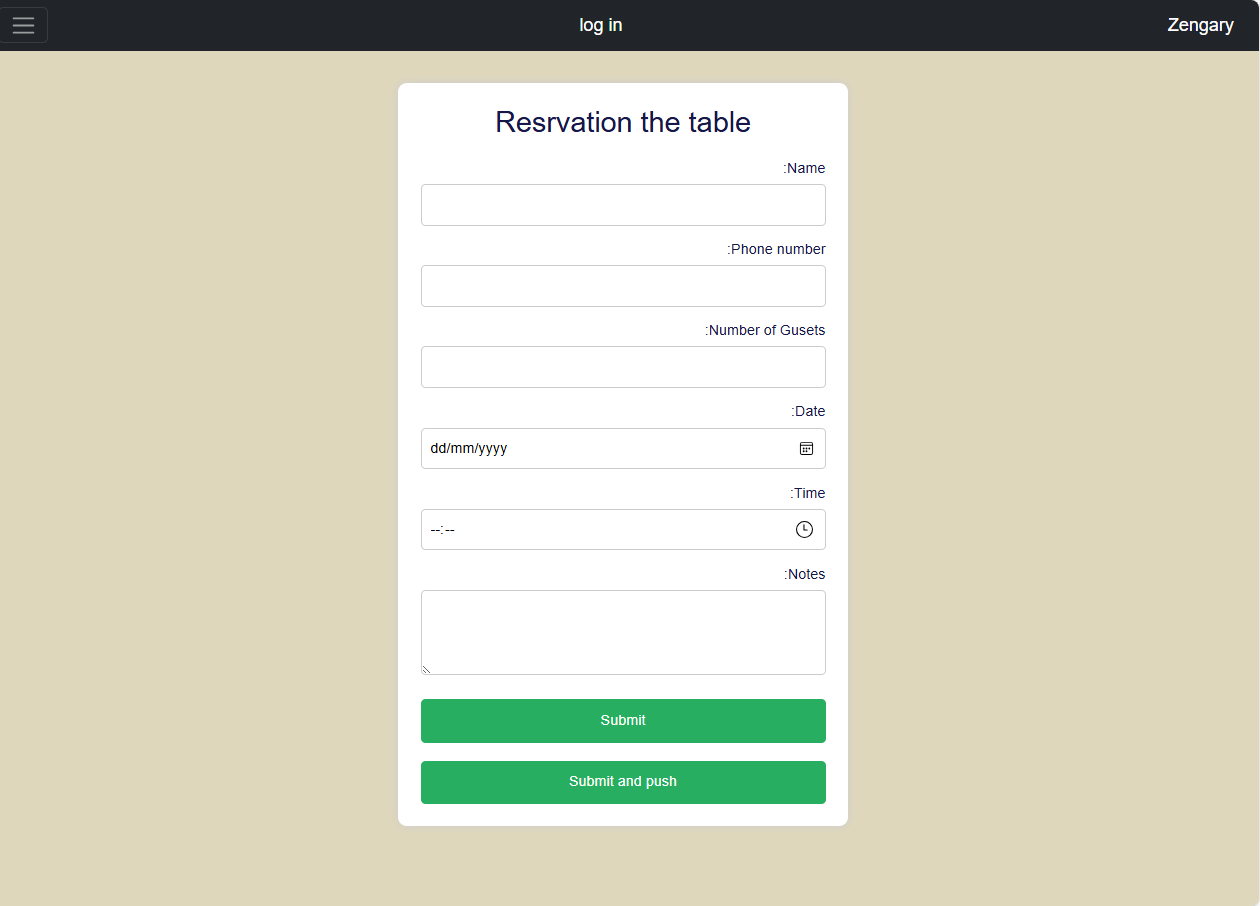 log in
Zengary
Resrvation the table
:Name
:Phone number
:Number of Gusets
:Date
dd/mm/yyyy
:Time
--:--
:Notes
Submit
Submit and push